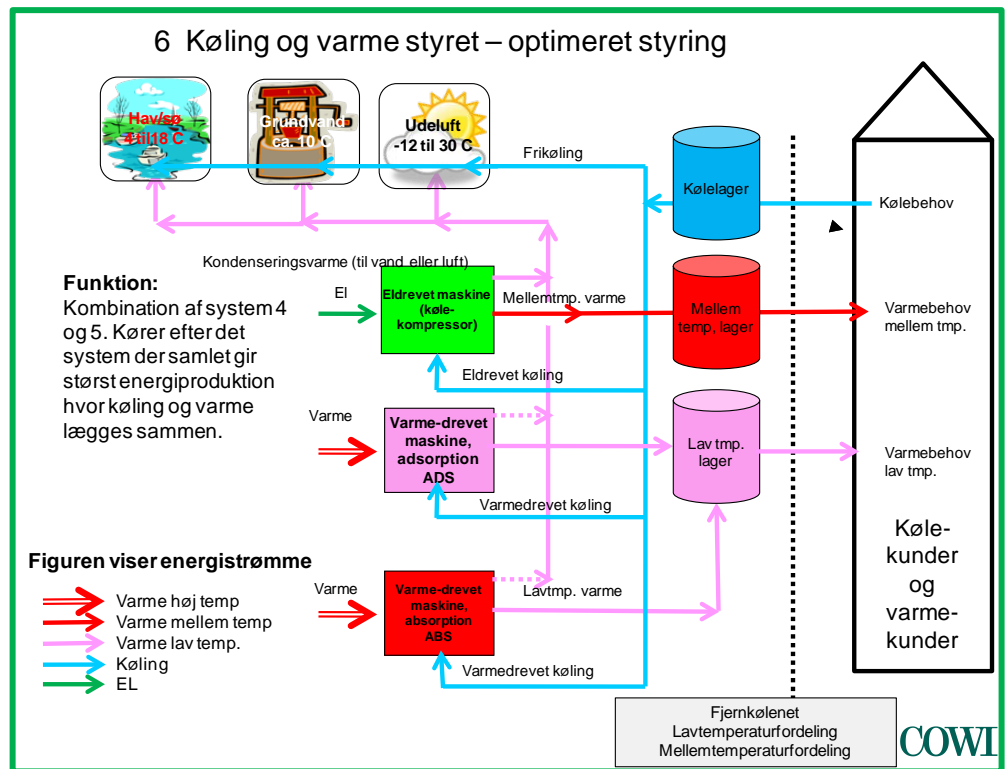 6 Køling og varme styret – optimeret styring
Hav/sø
4 til18 C
Grundvand
ca. 10 C
Udeluft
-12 til 30 C
Frikøling
Kølelager
Kølebehov
Kondenseringsvarme (til vand eller luft)
Funktion:
Kombination af system 4
og 5. Kører efter det
system der samlet gir
størst energiproduktion
hvor køling og varme
lægges sammen.
El
Eldrevet maskine
(køle-
kompressor)
Mellemtmp. varme
Mellem
temp, lager
Varmebehov
mellem tmp.
Eldrevet køling
Varme
Varme-drevet
maskine,
adsorption
ADS
Lav tmp.
lager
Varmebehov
lav tmp.
Varmedrevet køling
Køle-
kunder
og
varme-
kunder
Figuren viser energistrømme
Varme høj temp
Varme mellem temp
Varme lav temp.
Køling
EL
Varme
Varme-drevet
maskine,
absorption
ABS
Lavtmp. varme
Varmedrevet køling
Fjernkølenet
Lavtemperaturfordeling
Mellemtemperaturfordeling
COWI